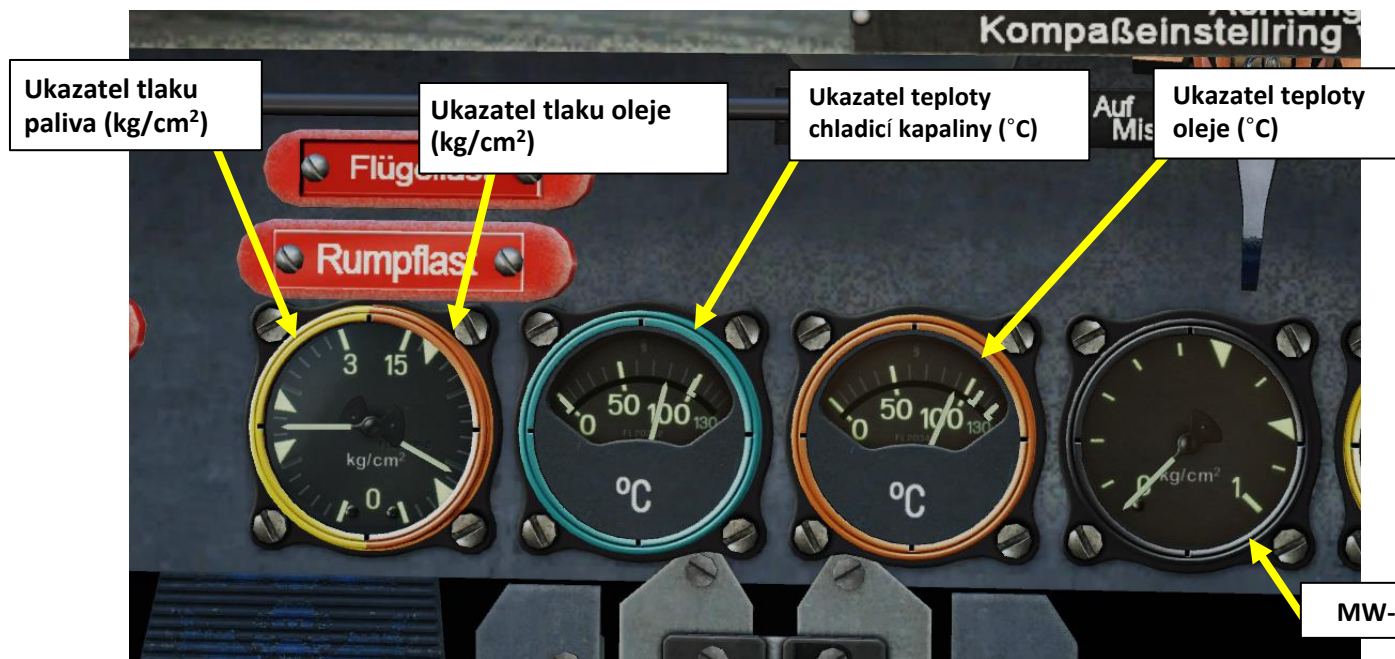 Kompaßeinstellring
Ukazatel tlaku
paliva (kg/cm²)
Ukazatel tlaku oleje
(kg/cm²)
Ukazatel teploty
chladicí kapaliny (°C)
Auf
Mis
Ukazatel teploty
oleje (°C)
Rumpflast
3 15
kg/cm²
0
0 50 100 130
°C
0 50 100 130
°C
0 kg/cm² 1
MW-